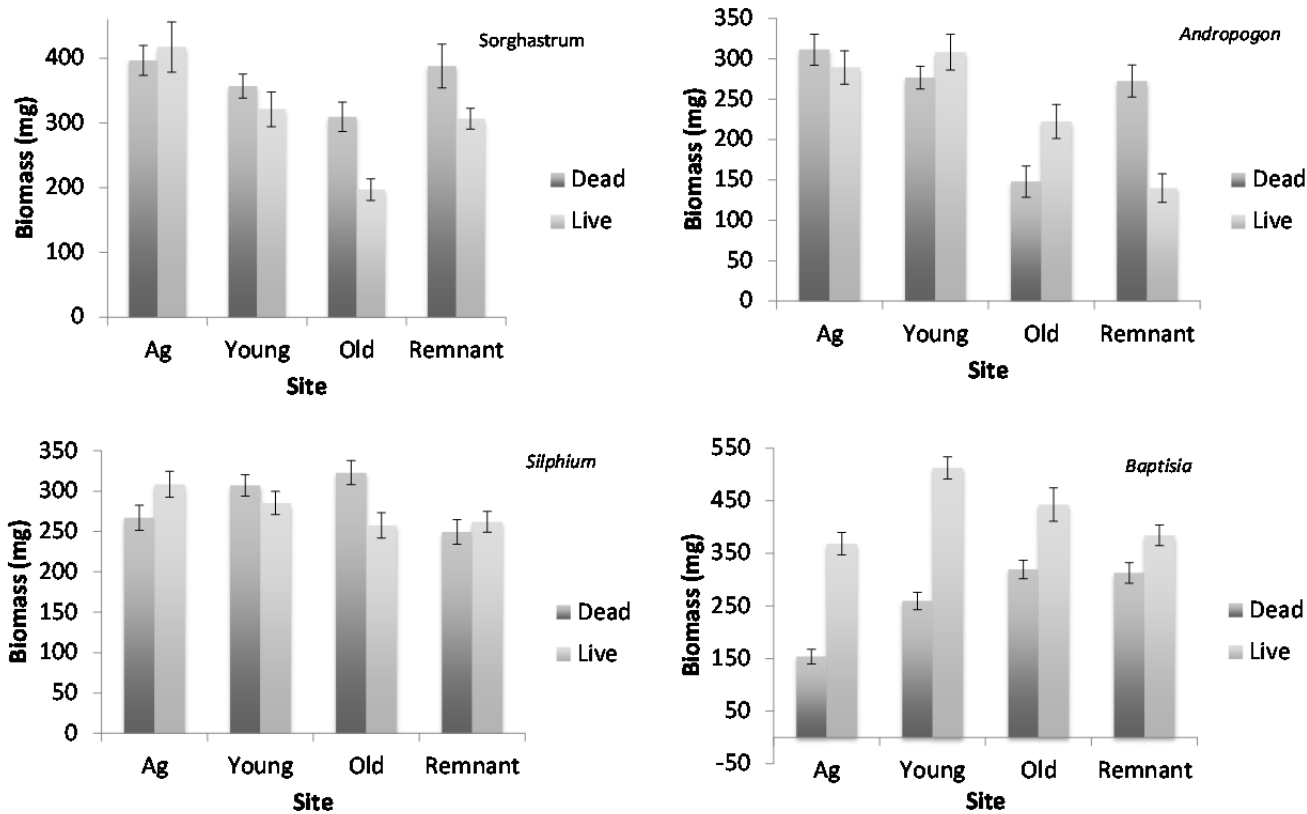 Sorghastrum
Biomass (mg)
400
300
200
100
0
Ag Young Old Remnant
Site
Dead
Live
Andropogon
Biomass (mg)
350
300
250
200
150
100
50
0
Ag Young Old Remnant
Site
Dead
Live
Silphium
Biomass (mg)
350
300
250
200
150
100
50
0
Ag Young Old Remnant
Site
Dead
Live
Baptisia
Biomass (mg)
550
450
350
250
150
50
-50
Ag Young Old Remnant
Site
Dead
Live